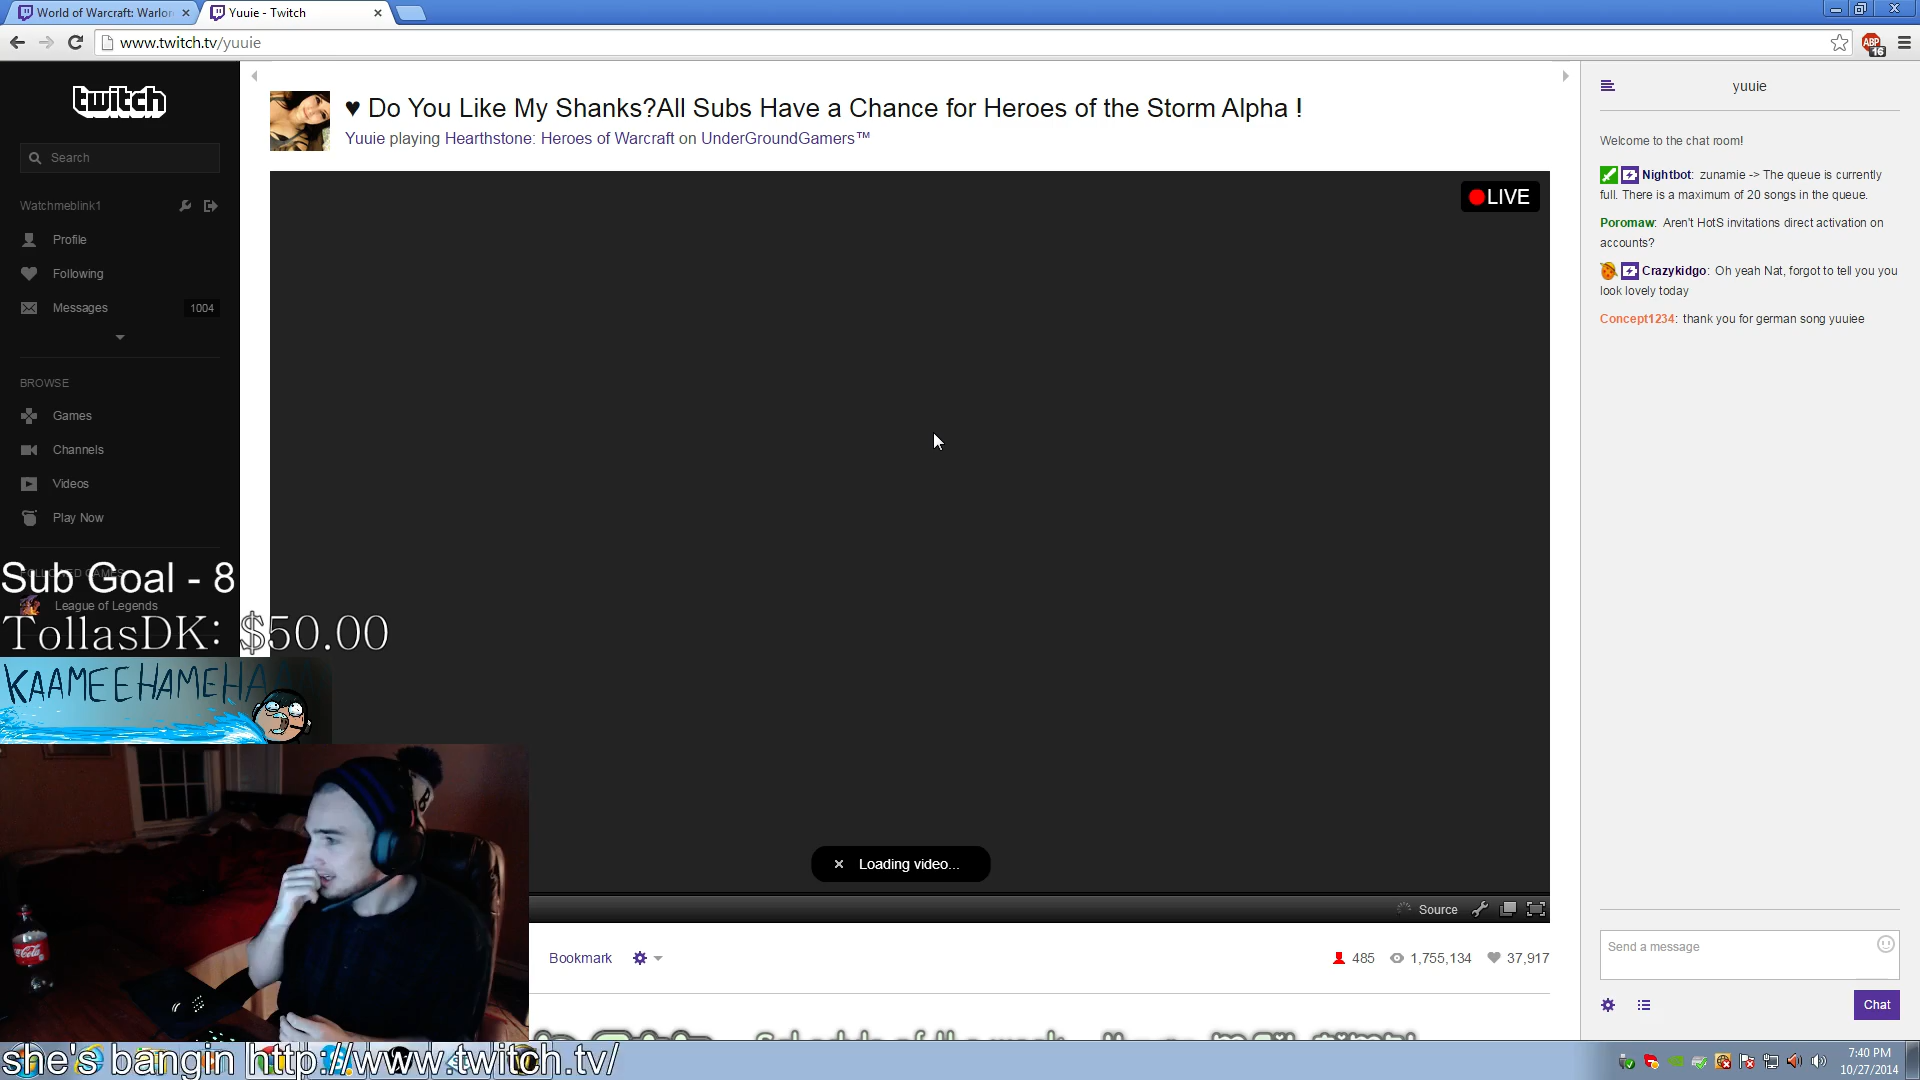 World of Warcraft: Warlor
Yuuie - Twitch
www.twitch.tv/yuuie
ABP
16
twitch
Search
Watchmeblink1
Profile
Following
Messages
1004
BROWSE
Games
Channels
Videos
Play Now
Sub Goal - 8
League of Legends
TollasDK: $50.00
KAAMEEHAMEHA
♥ Do You Like My Shanks?All Subs Have a Chance for Heroes of the Storm Alpha !
Yuuie playing Hearthstone: Heroes of Warcraft on UnderGroundGamers™
LIVE
Loading video...
Source
Bookmark
485
1,755,134
37,917
yuuie
Welcome to the chat room!
Nightbot: zunamie -> The queue is currently
full. There is a maximum of 20 songs in the queue.
Poromaw: Aren't HotS invitations direct activation on
accounts?
Crazykidgo: Oh yeah Nat, forgot to tell you you
look lovely today
Concept1234: thank you for german song yuuiee
Send a message
Chat
Coca-Cola
she's bangin http://www.twitch.tv/
7:40 PM
10/27/2014